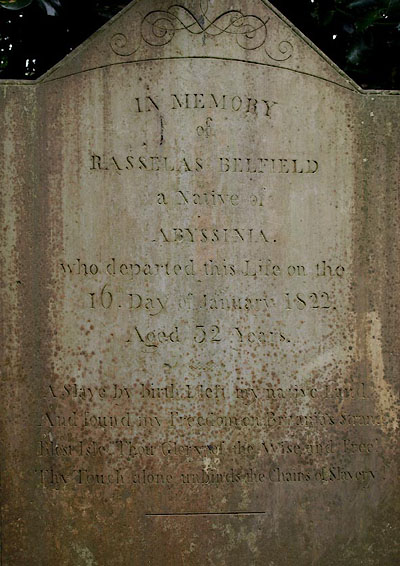 IN MEMORY
of
RASSELAS BELFIELD
a Native of
ABYSSINIA.
who departed this Life on the
16. Day of January 1822.
Aged 32 Years.
A Slave by birth I left my native Land
And found my Freedom on Britain's Strand
Blest Isle Thou Glory of the Wise and Free
Thy Touch alone unbinds the Chains of Slavery